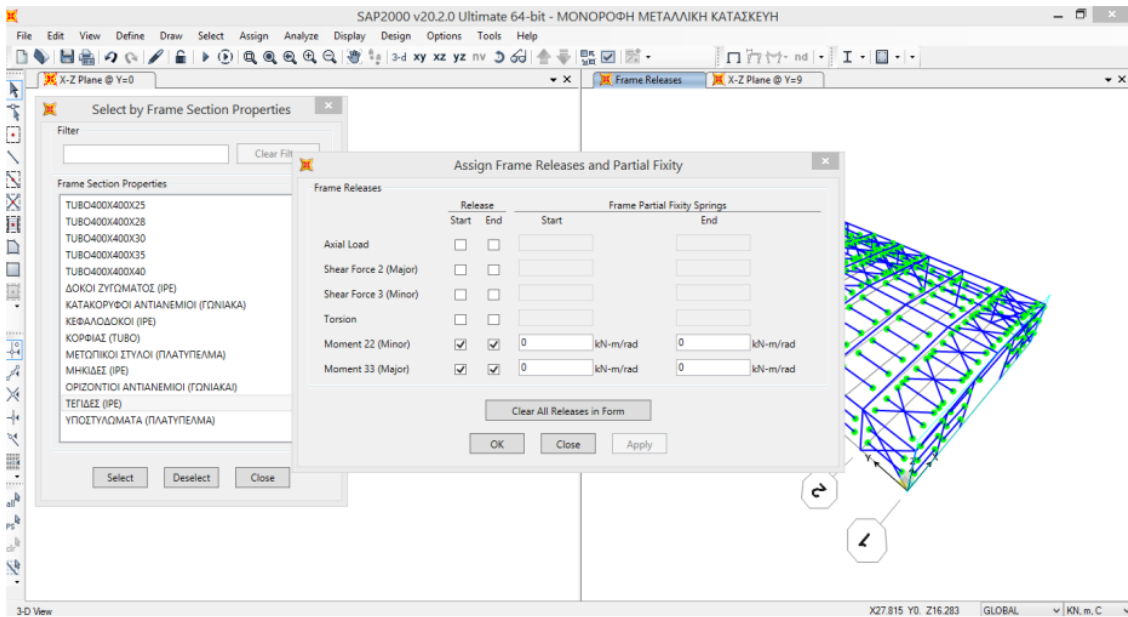 SAP2000 v20.2.0 Ultimate 64-bit - ΜΟΝΟΡΟΦΗ ΜΕΤΑΛΛΙΚΗ ΚΑΤΑΣΚΕΥΗ
File Edit View Define Draw Select Assign Analyze Display Design Options Tools Help
3-d xy xz yz nv nd
X-Z Plane @ Y=0
Frame Releases
X-Z Plane @ Y=9
Select by Frame Section Properties
Filter
Clear Filt
Frame Section Properties
TUBO400X400X25
TUBO400X400X28
TUBO400X400X30
TUBO400X400X35
TUBO400X400X40
ΔΟΚΟΙ ΖΥΓΩΜΑΤΟΣ (IPE)
ΚΑΤΑΚΟΡΥΦΟΙ ΑΝΤΙΑΝΕΜΙΟΙ (ΓΩΝΙΑΚΑ)
ΚΕΦΑΛΟΔΟΚΟΙ (IPE)
ΚΟΡΦΙΑΣ (TUBO)
ΜΕΤΩΠΙΚΟΙ ΣΤΥΛΟΙ (ΠΛΑΤΥΠΕΛΜΑ)
ΜΗΚΙΔΕΣ (IPE)
ΟΡΙΖΟΝΤΙΟΙ ΑΝΤΙΑΝΕΜΙΟΙ (ΓΩΝΙΑΚΑΙ)
ΤΕΓΙΔΕΣ (IPE)
ΥΠΟΣΤΥΛΩΜΑΤΑ (ΠΛΑΤΥΠΕΛΜΑ)
Select Deselect Close
Assign Frame Releases and Partial Fixity
Frame Releases
Release Frame Partial Fixity Springs
Start End Start End
Axial Load
Shear Force 2 (Major)
Shear Force 3 (Minor)
Torsion
Moment 22 (Minor) 0 kN-m/rad 0 kN-m/rad
Moment 33 (Major) 0 kN-m/rad 0 kN-m/rad
Clear All Releases in Form
OK Close Apply
all
PS
clr
Y X
2
1
3-D View
X27.815 Y0. Z16.283 GLOBAL KN, m, C